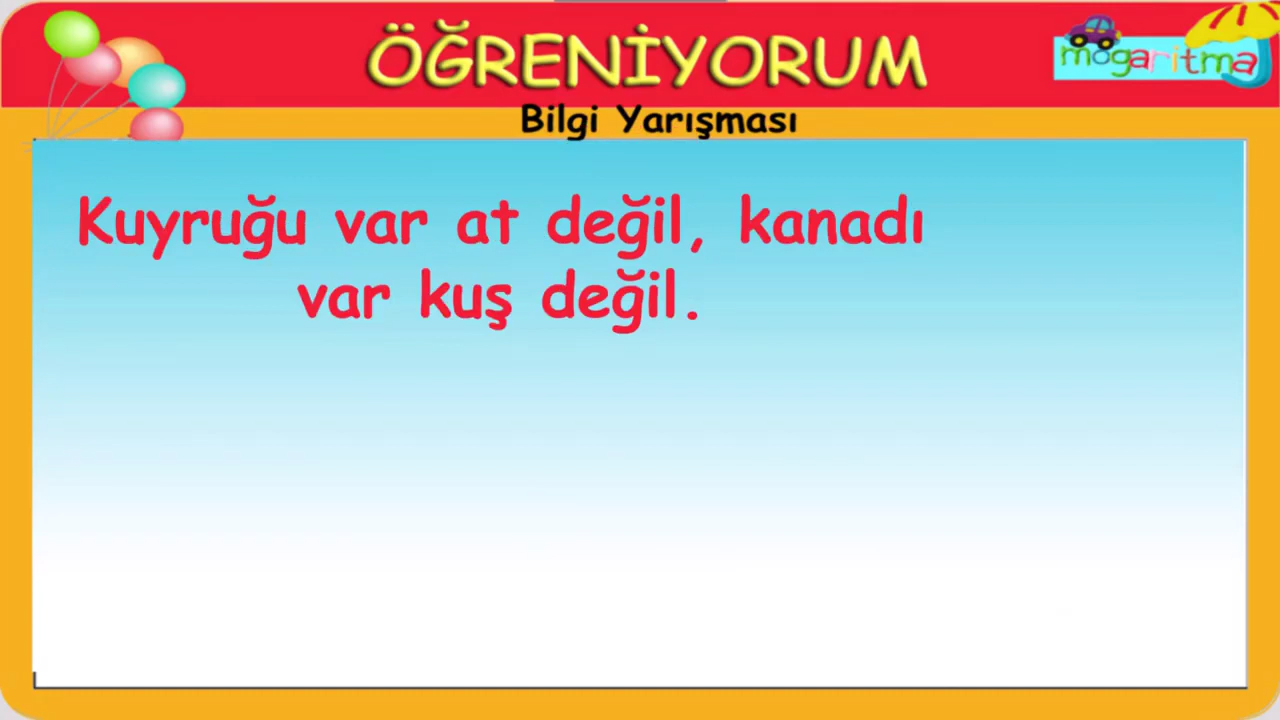 ÖĞRENİYORUM
mogaritma
Bilgi Yarışması
Kuyruğu var at değil, kanadı
var kuş değil.